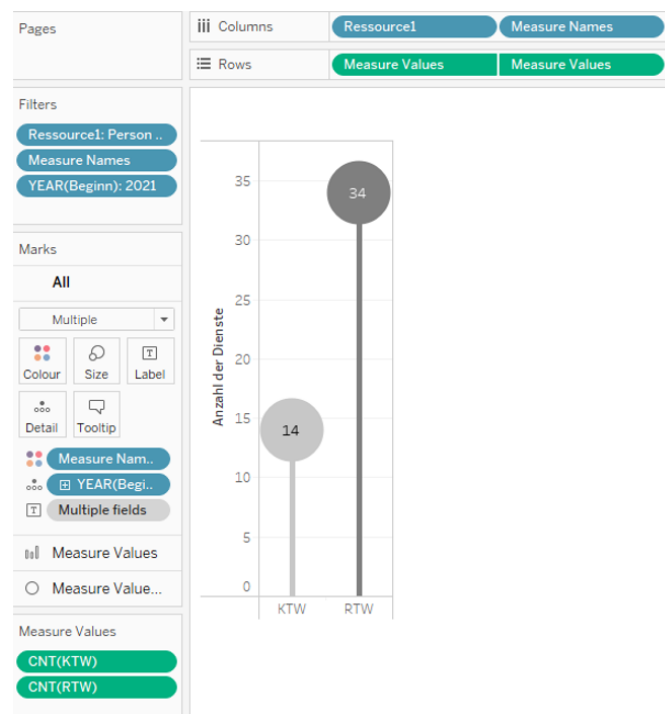 Pages
Columns
Ressource1
Measure Names
Rows
Measure Values
Measure Values
Filters
Ressource1: Person ..
Measure Names
YEAR(Beginn): 2021
Marks
All
Multiple
Colour
Size
T
Label
Detail
Tooltip
Measure Nam..
YEAR(Begi..
T
Multiple fields
Measure Values
Measure Value...
Measure Values
CNT(KTW)
CNT(RTW)
Anzahl der Dienste
35
30
25
20
15
10
5
0
34
14
KTW
RTW